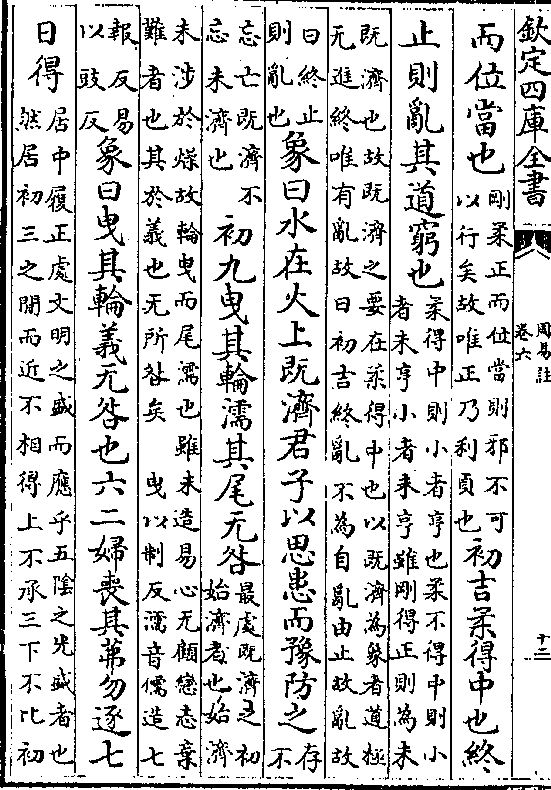 欽定四庫全書
周易註
卷六
十二
而位當也
剛柔正而位當則邪不可
以行矣故唯正乃利貞也
初吉柔得中也終
止則亂其道窮也
柔得中則小者亨也柔不得中則小
者未亨小者未亨雖剛得正則為未
既濟也故既濟之要在柔得中也以既濟為象者道極
无進終唯有亂故曰初吉終亂不為自亂由止故亂故
曰終止
則亂也
象曰水在火上既濟君子以思患而豫防之
存
不
忘亡既濟不
忘未濟也
初九曳其輪濡其尾无咎
最處既濟之初
始濟者也始濟
未涉於燥故輪曳而尾濡也雖未造易心无顧戀志棄
難者也其於義也无所咎矣 曳以制反濡音儒造七
報反易
以豉反
象曰曳其輪義无咎也六二婦喪其茀勿逐七
日得
居中履正處文明之盛而應乎五陰之光盛者也
然居初三之間而近不相得上不承三下不比初